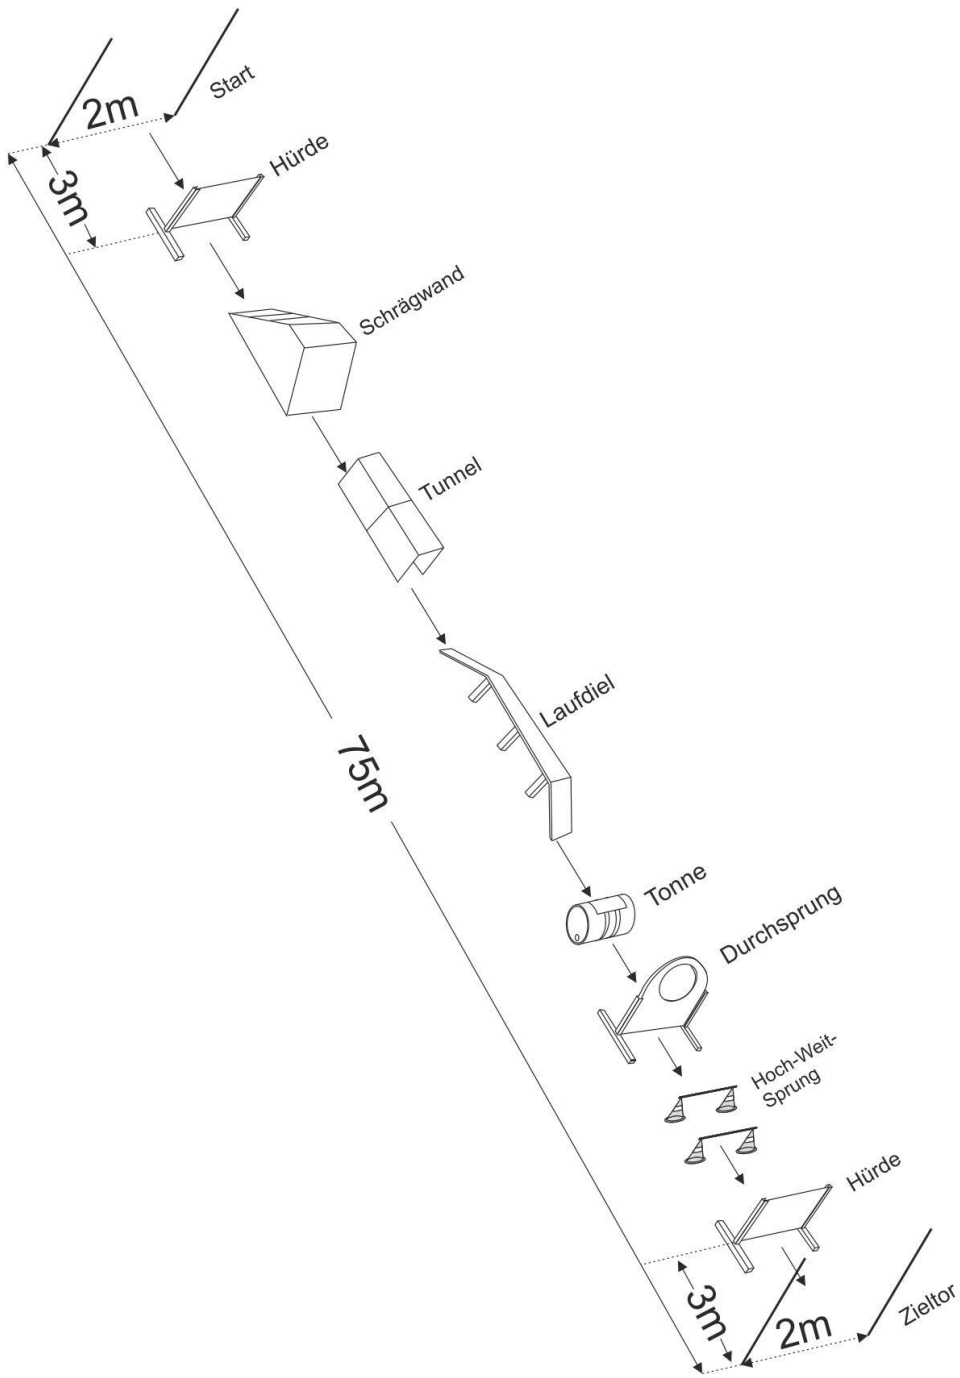 Start
2m
Hürde
3m
Schrägwand
Tunnel
Laufdiel
75m
Tonne
Durchsprung
Hoch-Weit-
Sprung
Hürde
3m
2m
Zieltor